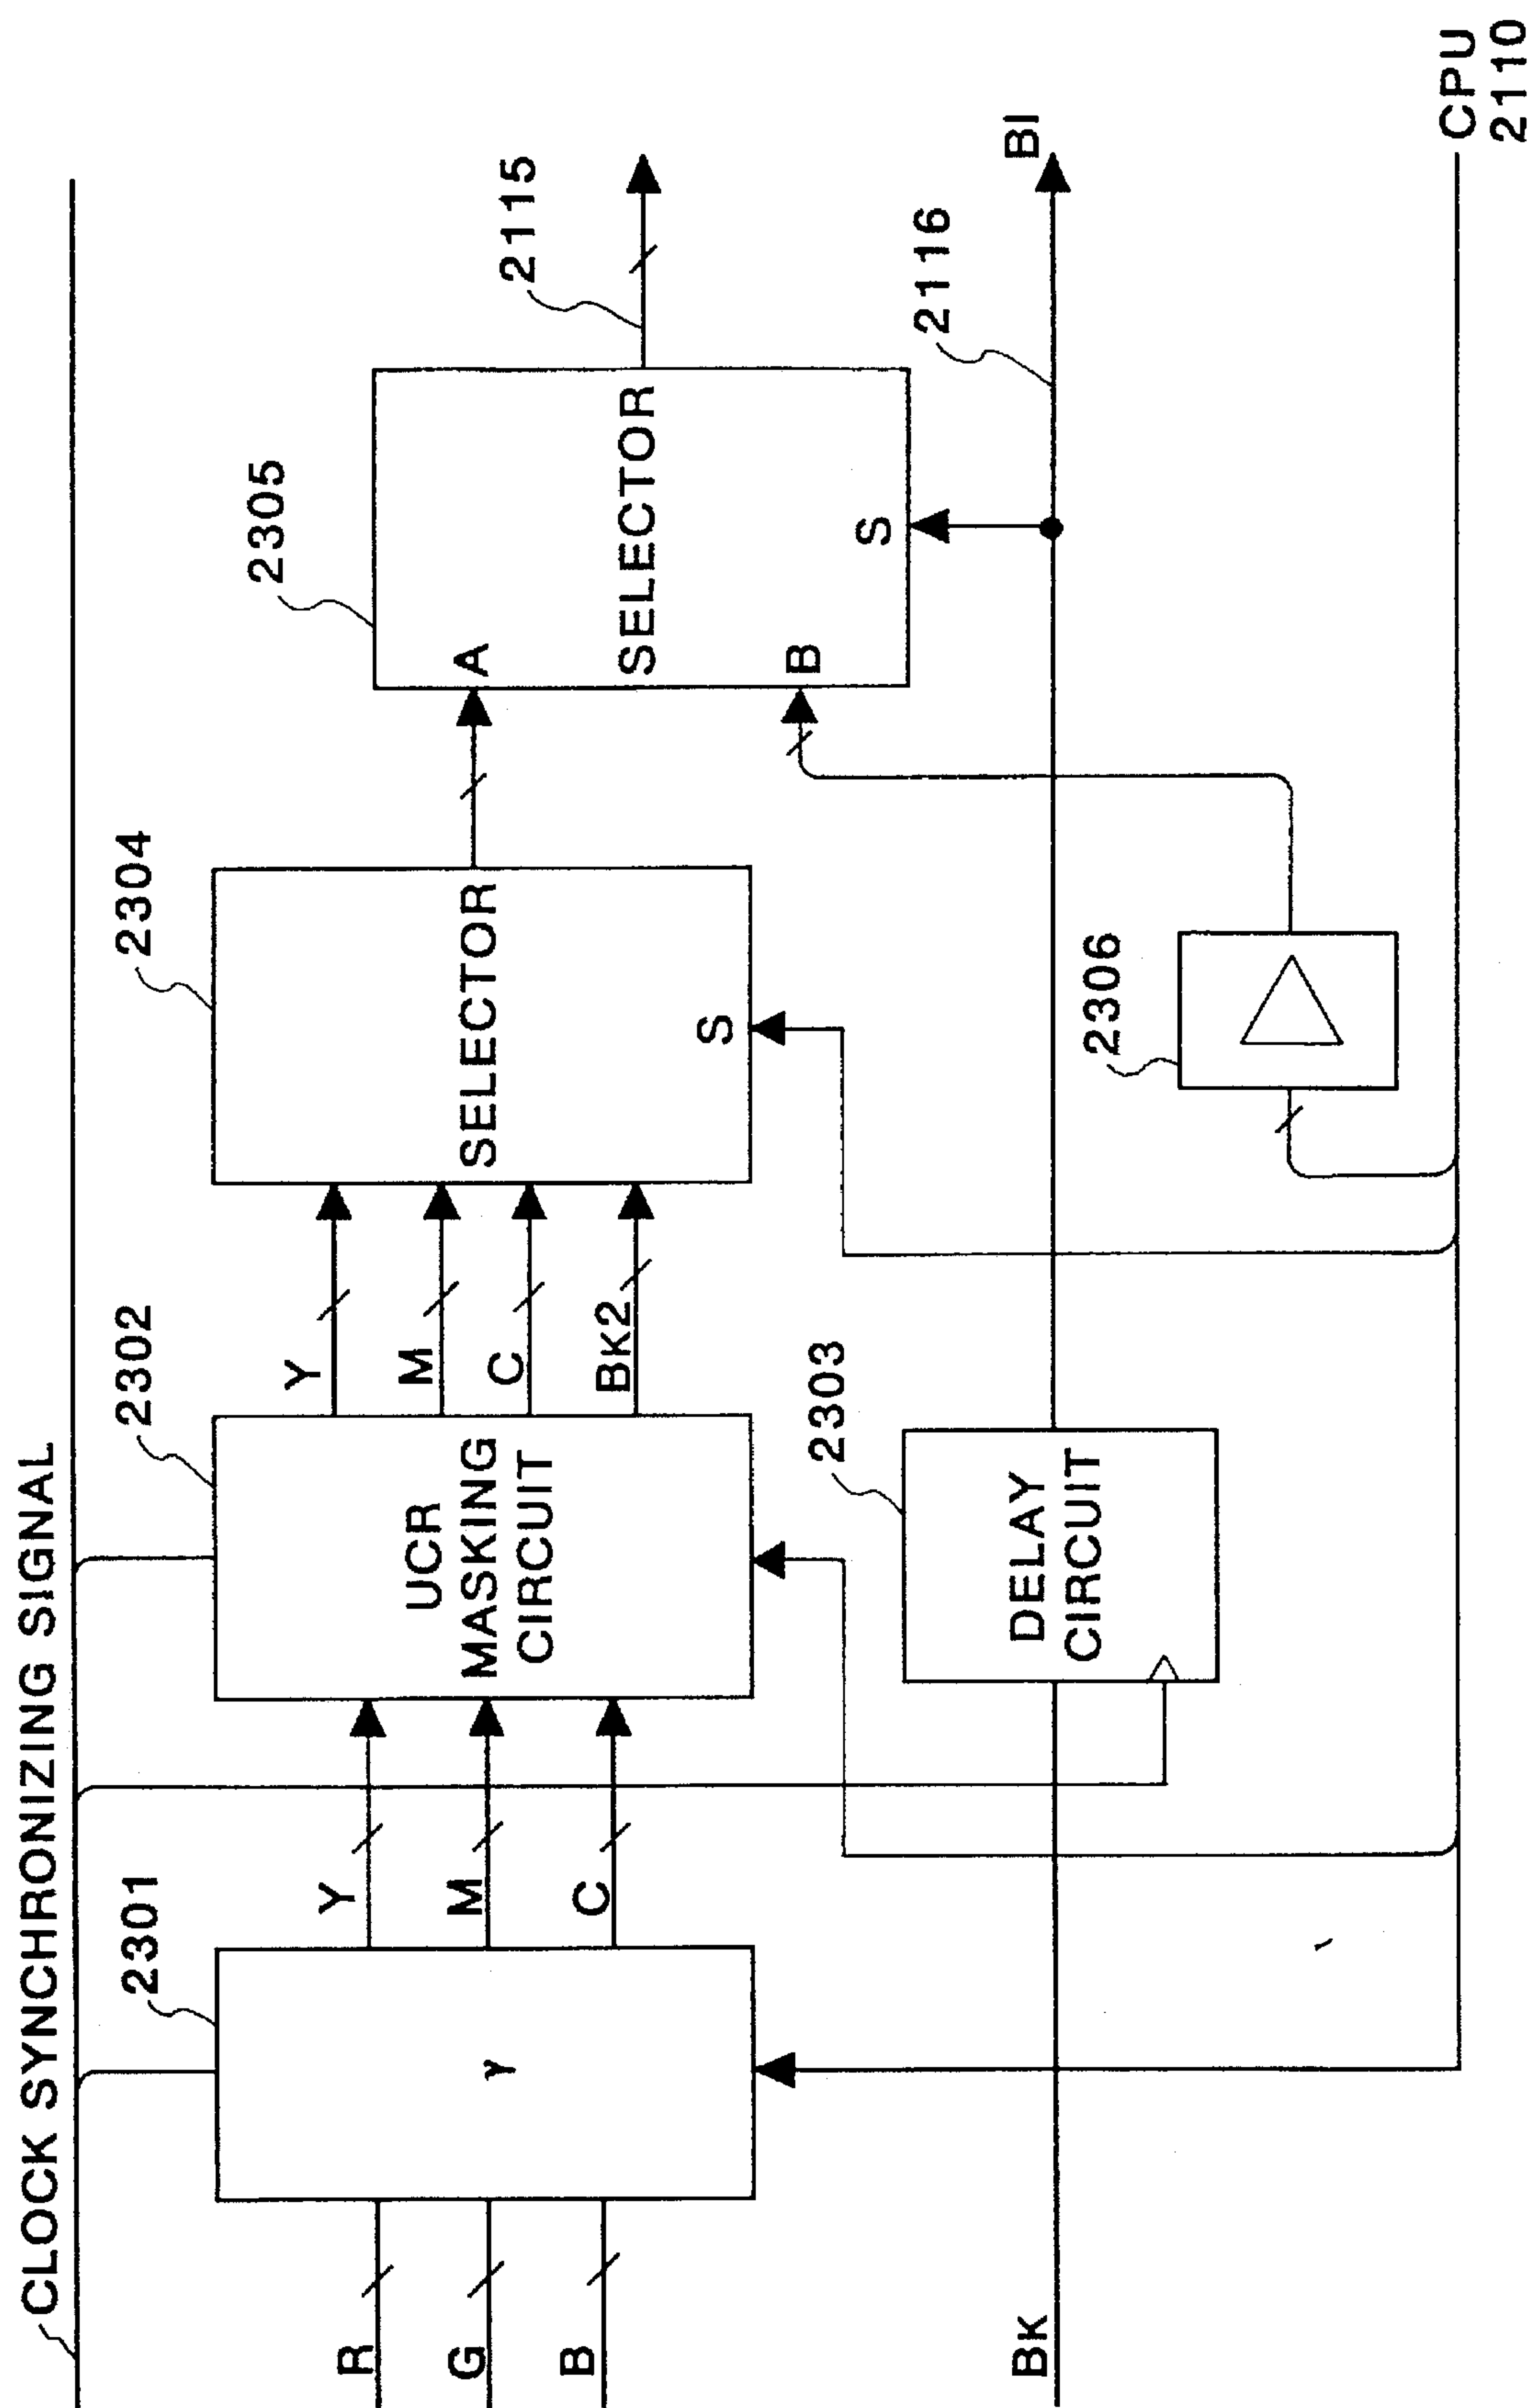 CLOCK SYNCHRONIZING SIGNAL
R
G
B
BK
2301
γ
Y
M
C
2302
UCR
MASKING
CIRCUIT
2303
DELAY
CIRCUIT
Y
M
C
BK2
2304
SELECTOR
S
2306
2305
A
B
SELECTOR
S
2115
2116
BI
CPU
2110